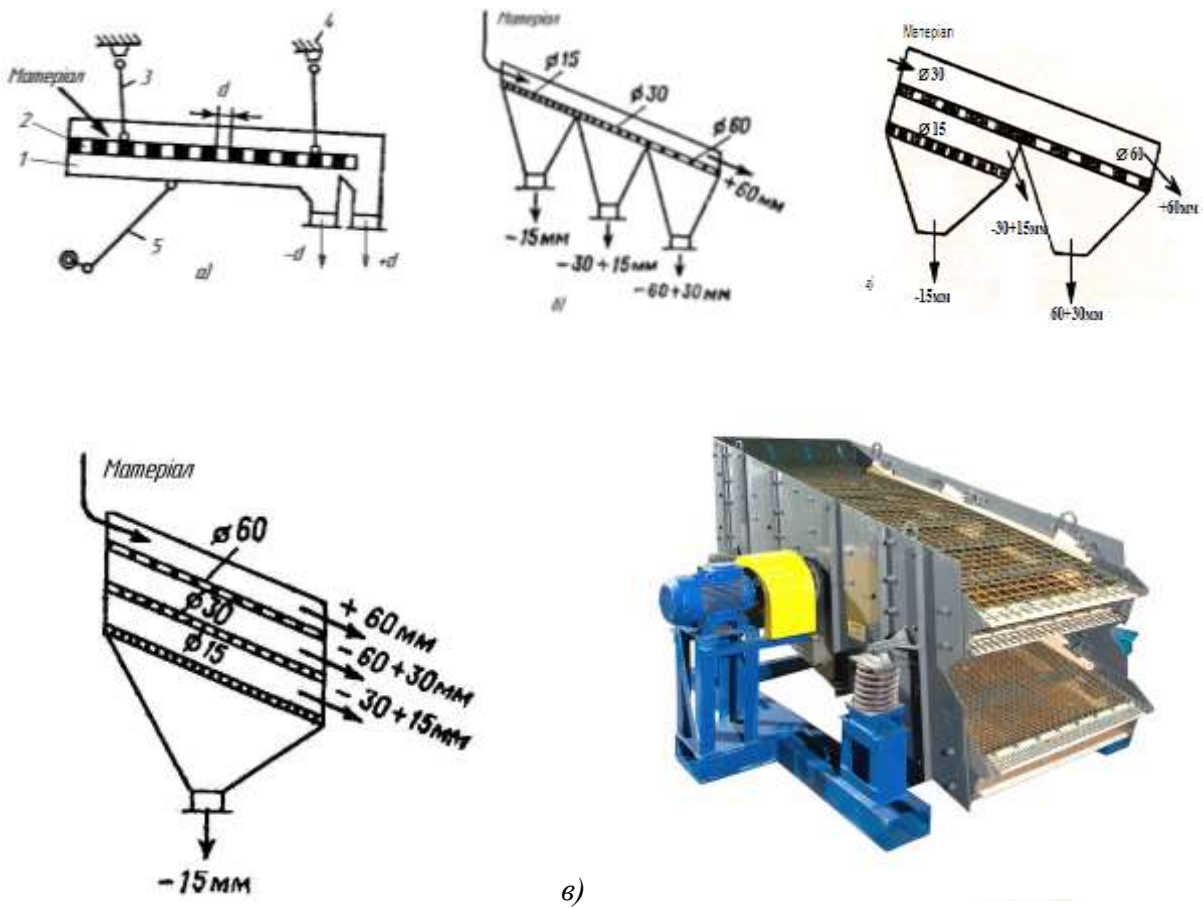 Матеріал
4
3
d
2
1
5
-d
+d
а)
Матеріал
ø15
ø30
ø60
+60мм
-15мм
-30+15мм
-60+30мм
б)
Матеріал
Ø 30
Ø 15
Ø 60
+60мм
-30+15мм
-15мм
60+30мм
Матеріал
ø 60
ø30
ø15
+ 60мм
- 60+30мм
- 30+15мм
-15мм
в)